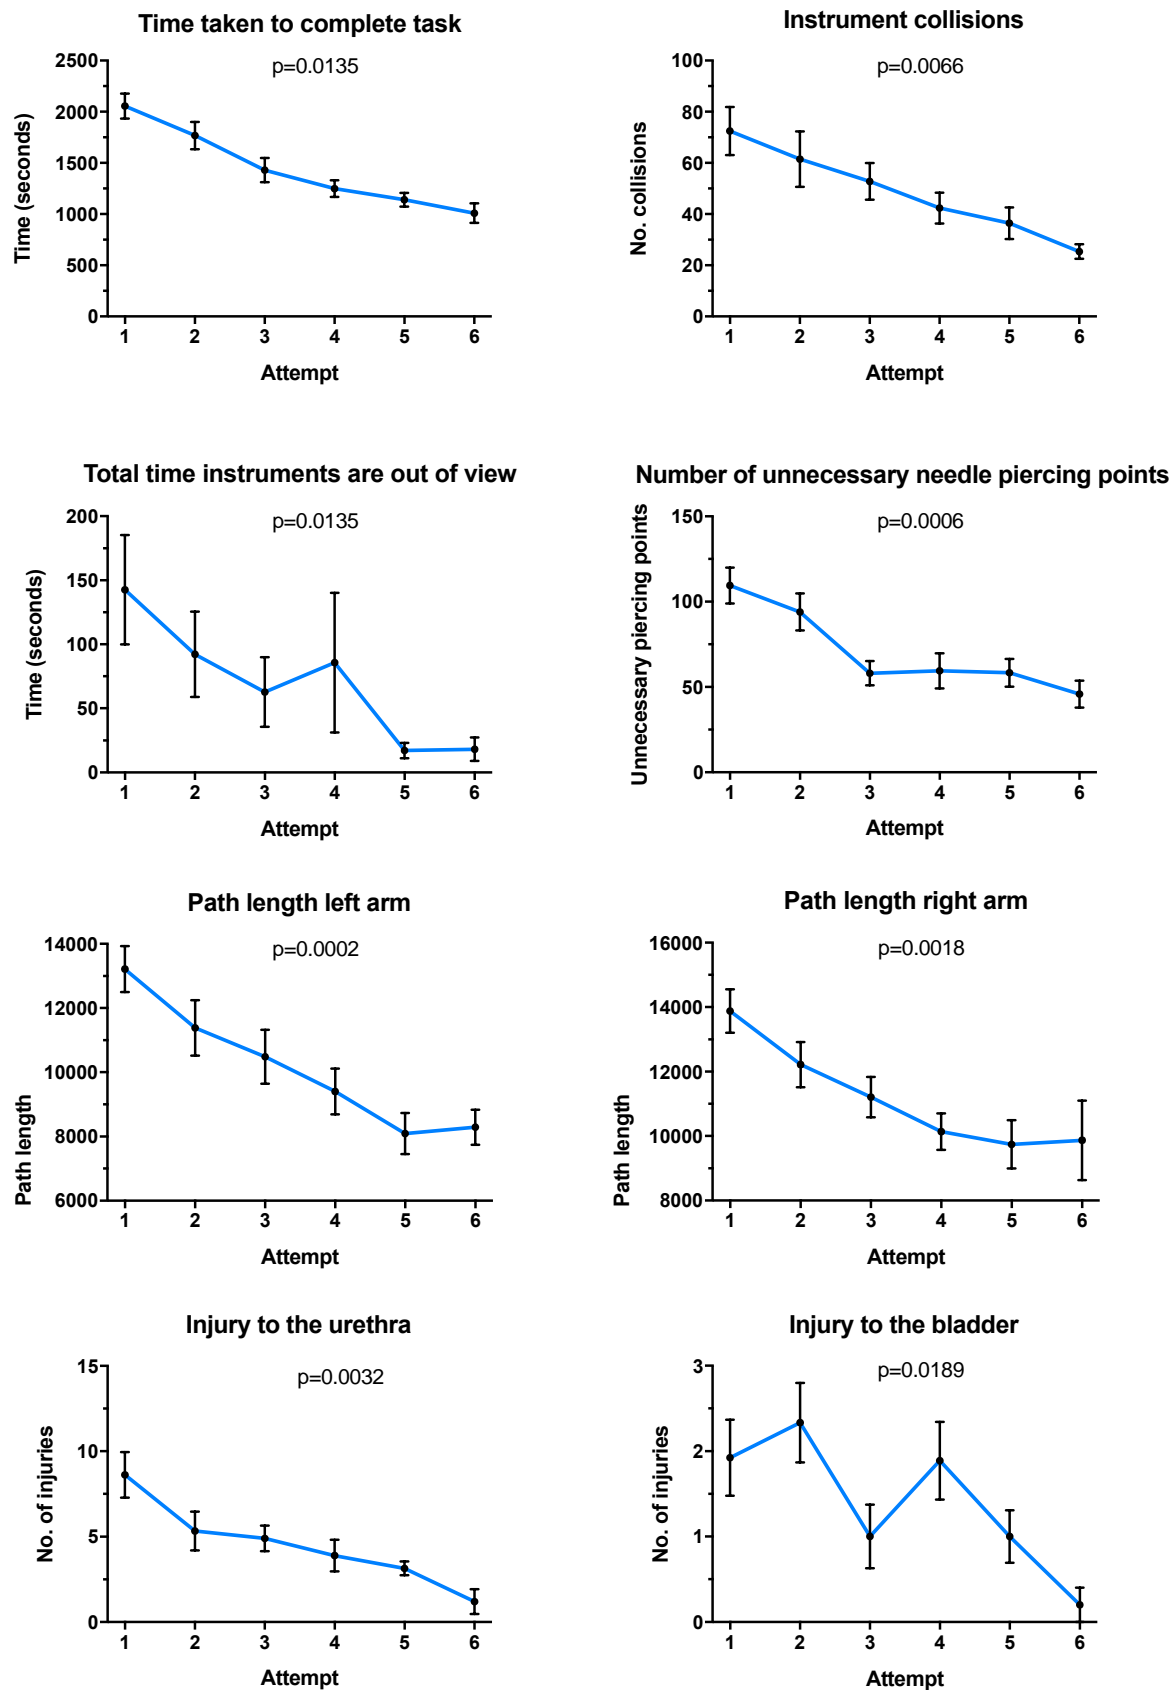 Time taken to complete task
p=0.0135
Time (seconds)
2500
2000
1500
1000
500
0
1 2 3 4 5 6
Attempt
Instrument collisions
p=0.0066
No. collisions
100
80
60
40
20
0
1 2 3 4 5 6
Attempt
Total time instruments are out of view
p=0.0135
Time (seconds)
200
150
100
50
0
1 2 3 4 5 6
Attempt
Number of unnecessary needle piercing points
p=0.0006
Unnecessary piercing points
150
100
50
0
1 2 3 4 5 6
Attempt
Path length left arm
p=0.0002
Path length
14000
12000
10000
8000
6000
1 2 3 4 5 6
Attempt
Path length right arm
p=0.0018
Path length
16000
14000
12000
10000
8000
1 2 3 4 5 6
Attempt
Injury to the urethra
p=0.0032
No. of injuries
15
10
5
0
1 2 3 4 5 6
Attempt
Injury to the bladder
p=0.0189
No. of injuries
3
2
1
0
1 2 3 4 5 6
Attempt